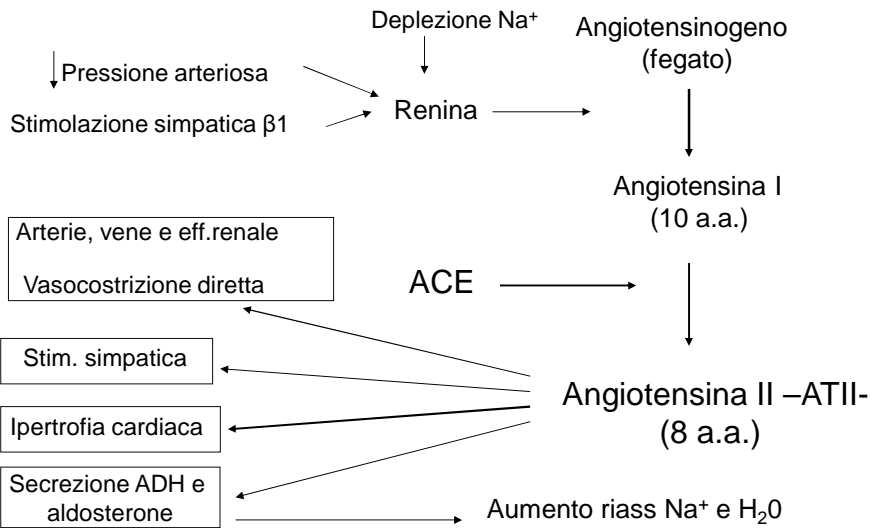 Deplezione Na⁺
Angiotensinogeno
(fegato)
Pressione arteriosa
Stimolazione simpatica β1
Renina
Angiotensina I
(10 a.a.)
Arterie, vene e eff.renale
Vasocostrizione diretta
ACE
Stim. simpatica
Angiotensina II –ATII-
(8 a.a.)
Ipertrofia cardiaca
Secrezione ADH e
aldosterone
Aumento riass Na⁺ e H₂0